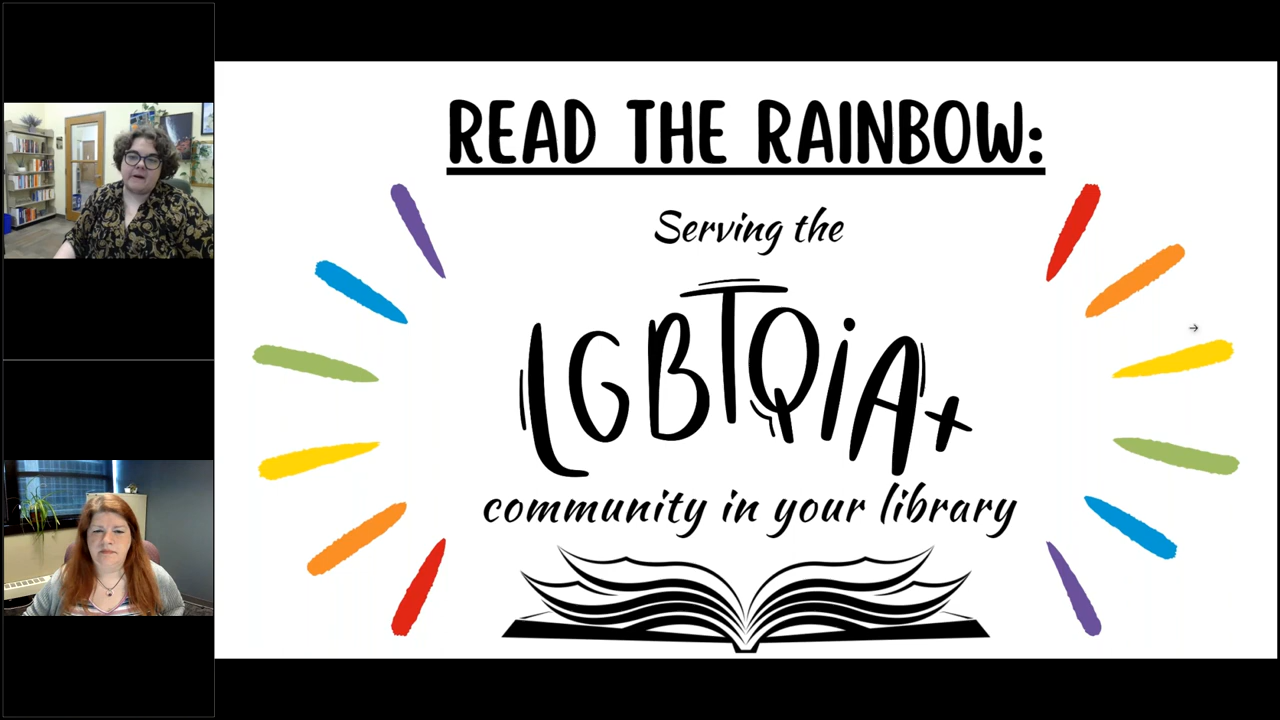 READ THE RAINBOW:
Serving the
LGBTQiA+
community in your library